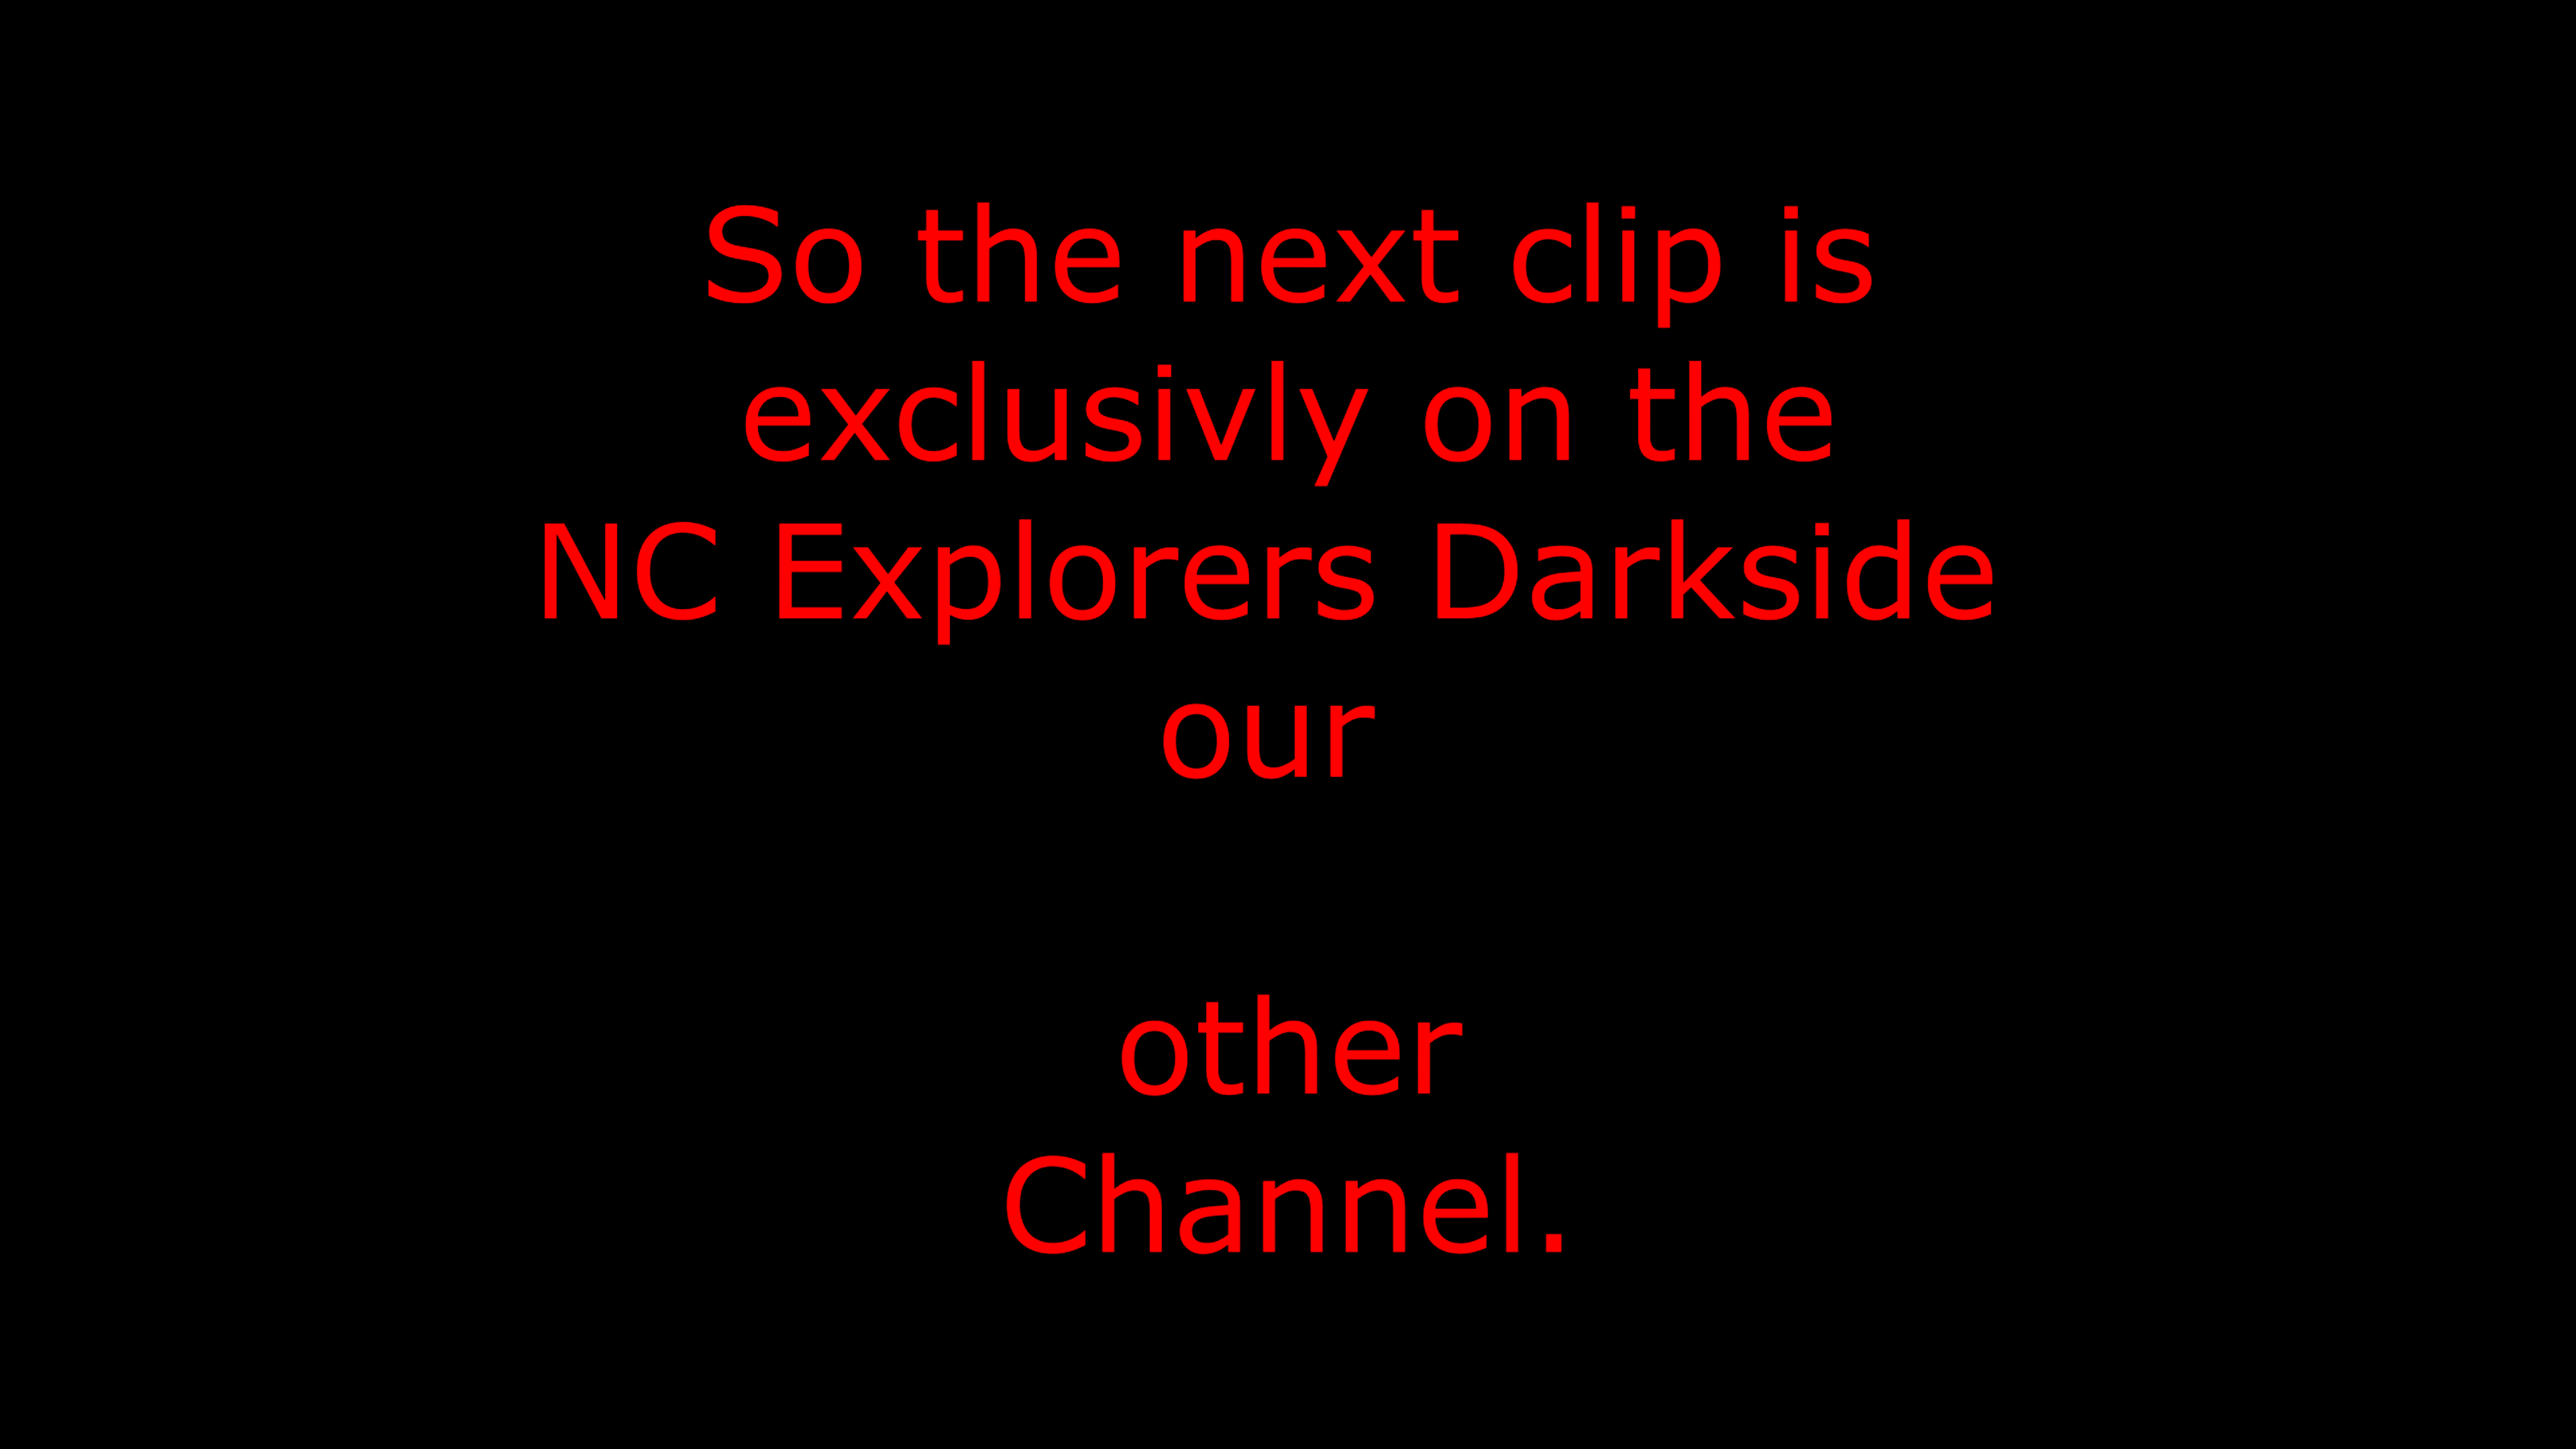 So the next clip is
exclusivly on the
NC Explorers Darkside
our
other
Channel.